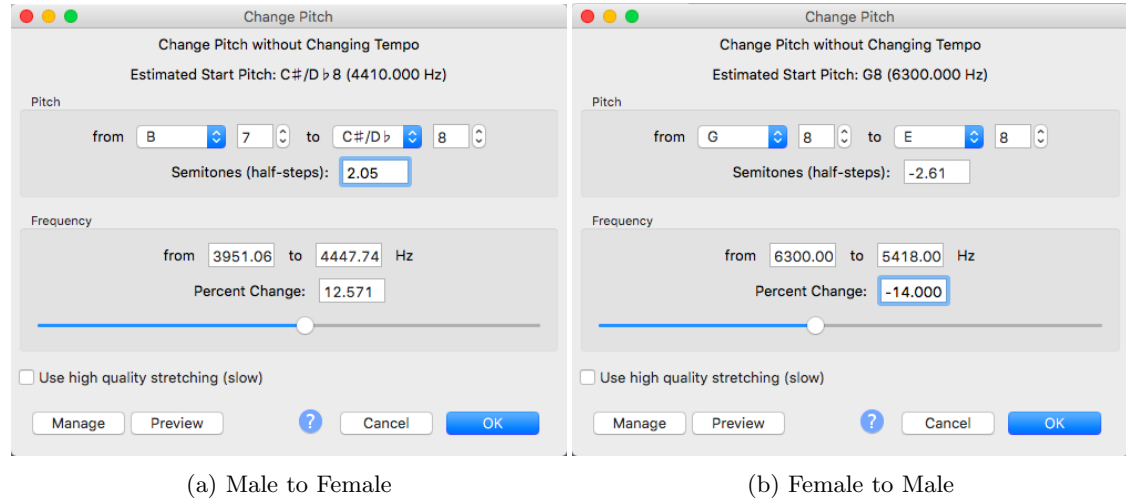 Change Pitch
Change Pitch without Changing Tempo
Estimated Start Pitch: C♯/D♭8 (4410.000 Hz)
Pitch
from B 7 to C♯/D♭ 8
Semitones (half-steps): 2.05
Frequency
from 3951.06 to 4447.74 Hz
Percent Change: 12.571
Use high quality stretching (slow)
Manage Preview ? Cancel OK
(a) Male to Female
Change Pitch
Change Pitch without Changing Tempo
Estimated Start Pitch: G8 (6300.000 Hz)
Pitch
from G 8 to E 8
Semitones (half-steps): -2.61
Frequency
from 6300.00 to 5418.00 Hz
Percent Change: -14.000
Use high quality stretching (slow)
Manage Preview ? Cancel OK
(b) Female to Male